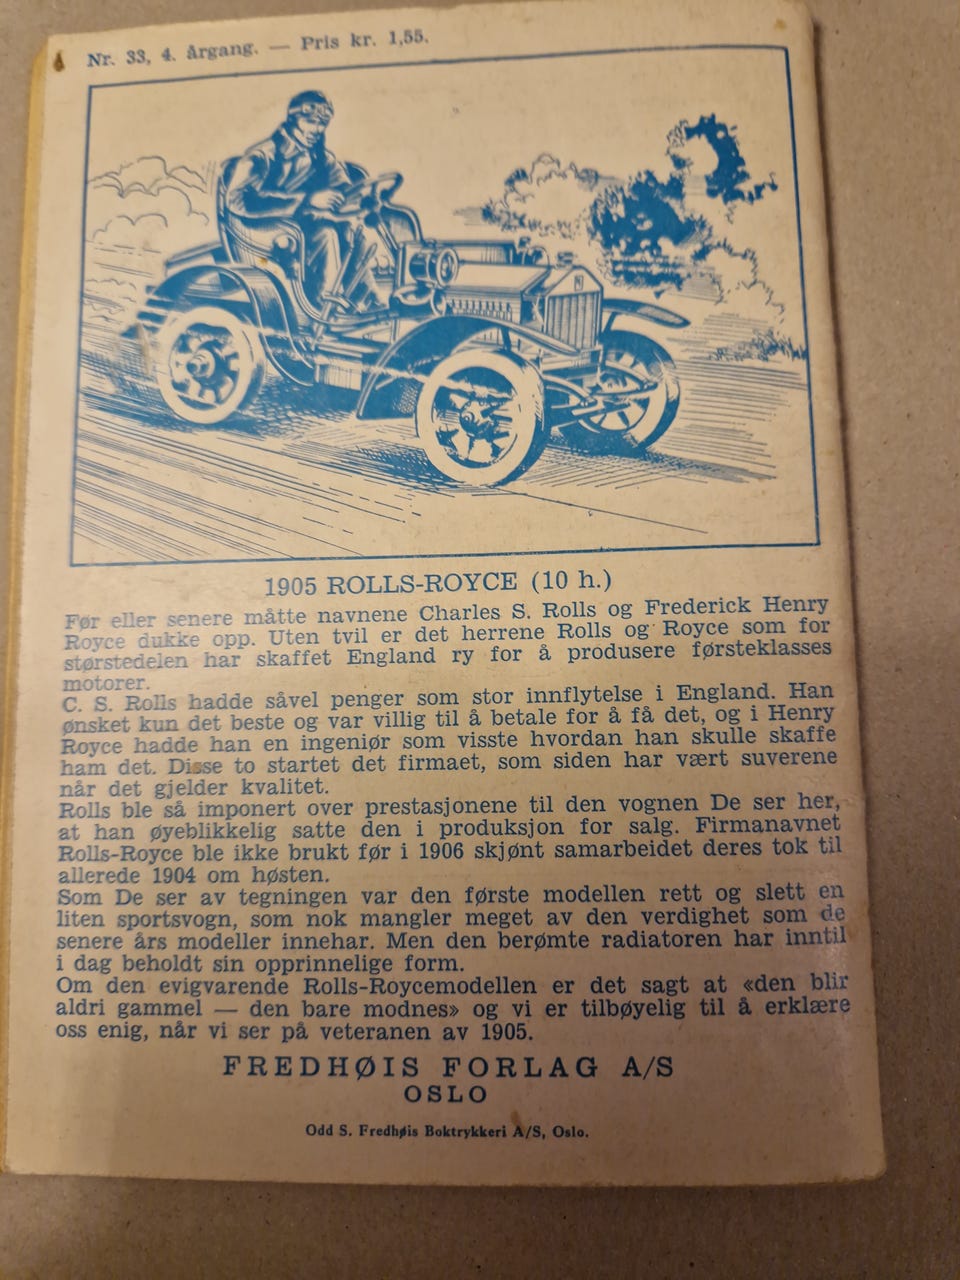 Nr. 33, 4. årgang. — Pris kr. 1,55.
1905 ROLLS-ROYCE (10 h.)
Før eller senere måtte navnene Charles S. Rolls og Frederick Henry
Royce dukke opp. Uten tvil er det herrene Rolls og Royce som for
størstedelen har skaffet England ry for å produsere førsteklasses
motorer.
C. S. Rolls hadde såvel penger som stor innflytelse i England. Han
ønsket kun det beste og var villig til å betale for å få det, og i Henry
Royce hadde han en ingeniør som visste hvordan han skulle skaffe
ham det. Disse to startet det firmaet, som siden har vært suverene
når det gjelder kvalitet.
Rolls ble så imponert over prestasjonene til den vognen De ser her,
at han øyeblikkelig satte den i produksjon for salg. Firmanavnet
Rolls-Royce ble ikke brukt før i 1906 skjønt samarbeidet deres tok til
allerede 1904 om høsten.
Som De ser av tegningen var den første modellen rett og slett en
liten sportsvogn, som nok mangler meget av den verdighet som de
senere års modeller innehar. Men den berømte radiatoren har inntil
i dag beholdt sin opprinnelige form.
Om den evigvarende Rolls-Roycemodellen er det sagt at «den blir
aldri gammel — den bare modnes» og vi er tilbøyelig til å erklære
oss enig, når vi ser på veteranen av 1905.
FREDHØIS FORLAG A/S
OSLO
Odd S. Fredhøis Boktrykkeri A/S, Oslo.